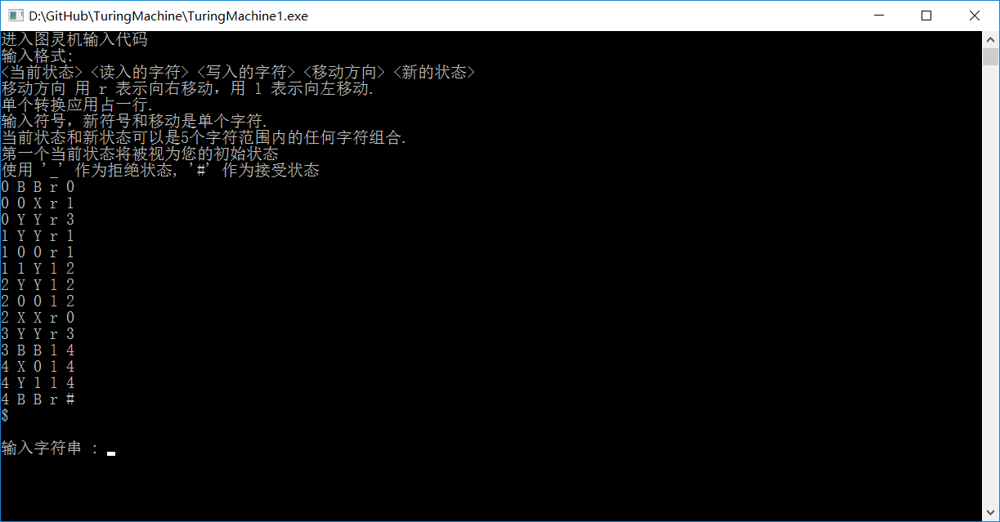 D:\GitHub\TuringMachine\TuringMachine1.exe
进入图灵机输入代码
输入格式:
<当前状态> <读入的字符> <写入的字符> <移动方向> <新的状态>
移动方向 用 r 表示向右移动，用 l 表示向左移动.
单个转换应用占一行.
输入符号，新符号和移动是单个字符.
当前状态和新状态可以是5个字符范围内的任何字符组合.
第一个当前状态将被视为您的初始状态
使用 '_' 作为拒绝状态, '#' 作为接受状态
0 B B r 0
0 0 X r 1
0 Y Y r 3
1 Y Y r 1
1 0 0 r 1
1 1 Y l 2
2 Y Y l 2
2 0 0 l 2
2 X X r 0
3 Y Y r 3
3 B B l 4
4 X 0 l 4
4 Y 1 l 4
4 B B r #
$
输入字符串 :